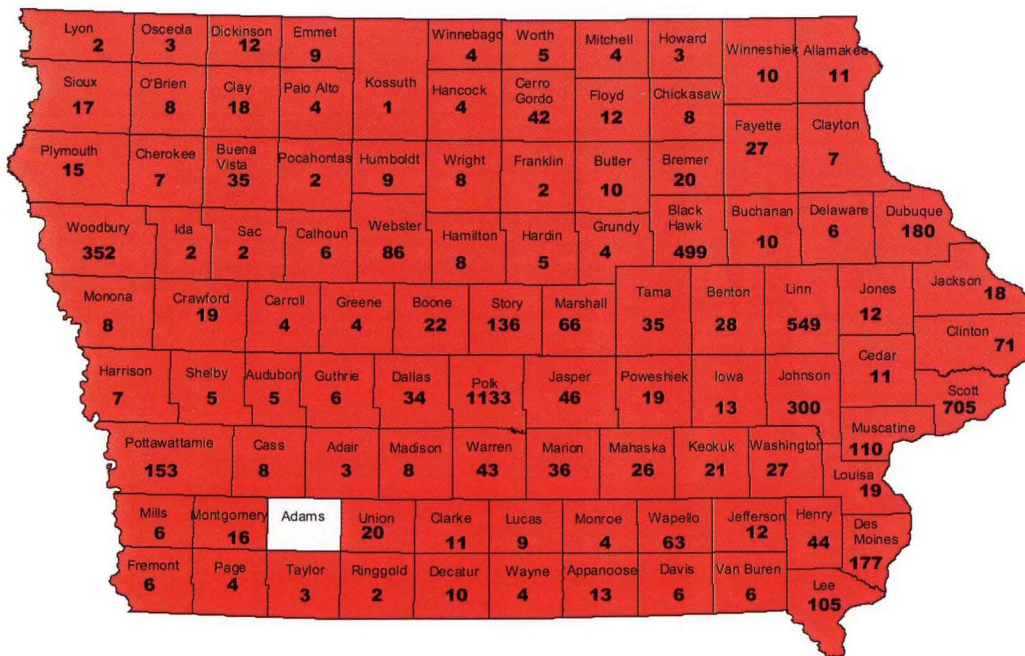 Lyon
2
Osceola
3
Dickinson
12
Emmet
9
Kossuth
1
Winnebago
4
Worth
5
Mitchell
4
Howard
3
Winneshiek
10
Allamakee
11
Sioux
17
O'Brien
8
Clay
18
Palo Alto
4
Hancock
4
Cerro
Gordo
42
Floyd
12
Chickasaw
8
Fayette
27
Clayton
7
Plymouth
15
Cherokee
7
Buena
Vista
35
Pocahontas
2
Humboldt
9
Wright
8
Franklin
2
Butler
10
Bremer
20
Woodbury
352
Ida
2
Sac
2
Calhoun
6
Webster
86
Hamilton
8
Hardin
5
Grundy
4
Black
Hawk
499
Buchanan
10
Delaware
6
Dubuque
180
Monona
8
Crawford
19
Carroll
4
Greene
4
Boone
22
Story
136
Marshall
66
Tama
35
Benton
28
Linn
549
Jones
12
Jackson
18
Clinton
71
Cedar
11
Scott
705
Harrison
7
Shelby
5
Audubon
5
Guthrie
6
Dallas
34
Polk
1133
Jasper
46
Poweshiek
19
Iowa
13
Johnson
300
Muscatine
110
Pottawattamie
153
Cass
8
Adair
3
Madison
8
Warren
43
Marion
36
Mahaska
26
Keokuk
21
Washington
27
Louisa
19
Mills
6
Montgomery
16
Adams
Union
20
Clarke
11
Lucas
9
Monroe
4
Wapello
63
Jefferson
12
Henry
44
Des
Moines
177
Fremont
6
Page
4
Taylor
3
Ringgold
2
Decatur
10
Wayne
4
Appanoose
13
Davis
6
Van Buren
6
Lee
105